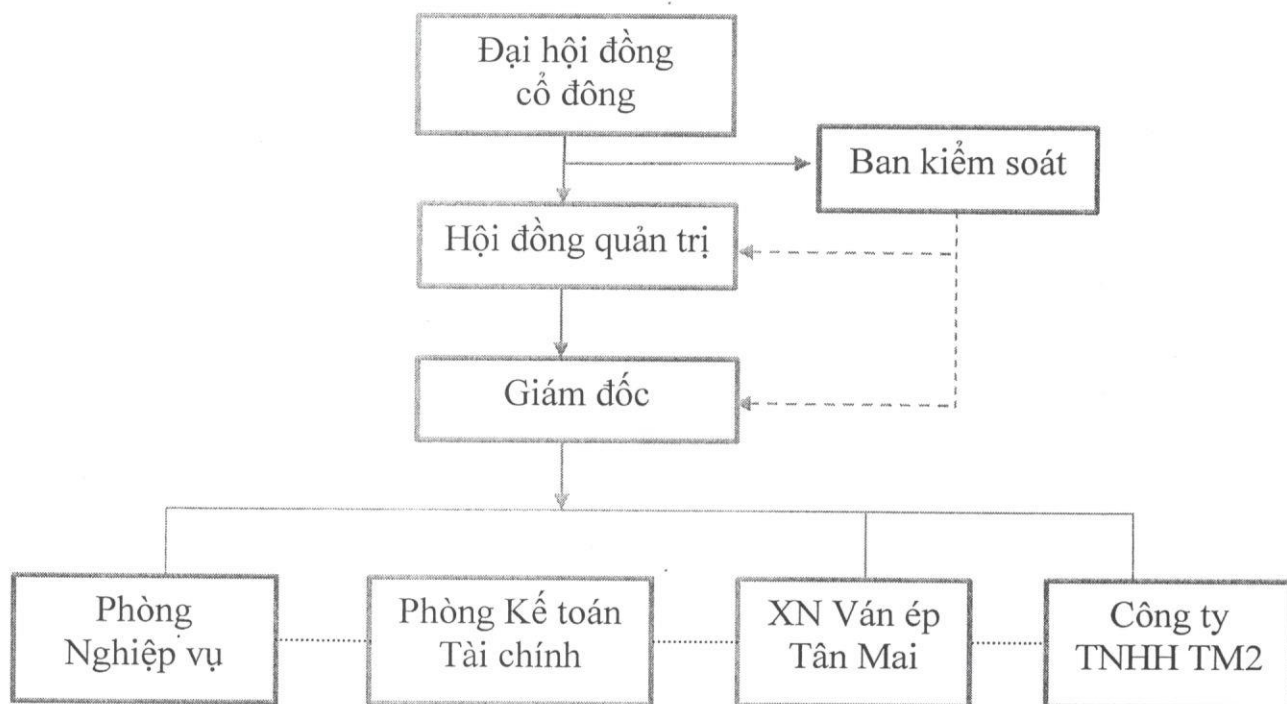 Đại hội đồng
cổ đông
Ban kiểm soát
Hội đồng quản trị
Giám đốc
Phòng
Nghiệp vụ
Phòng Kế toán
Tài chính
XN Ván ép
Tân Mai
Công ty
TNHH TM2